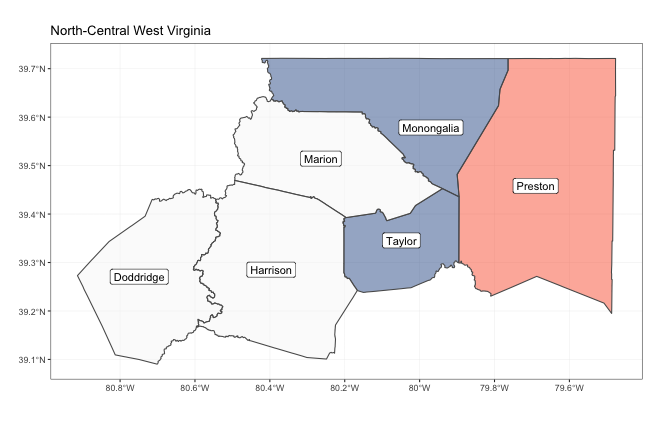 North-Central West Virginia
39.7°N
39.6°N
39.5°N
39.4°N
39.3°N
39.2°N
39.1°N
Monongalia
Marion
Preston
Taylor
Harrison
Doddridge
80.8°W 80.6°W 80.4°W 80.2°W 80°W 79.8°W 79.6°W